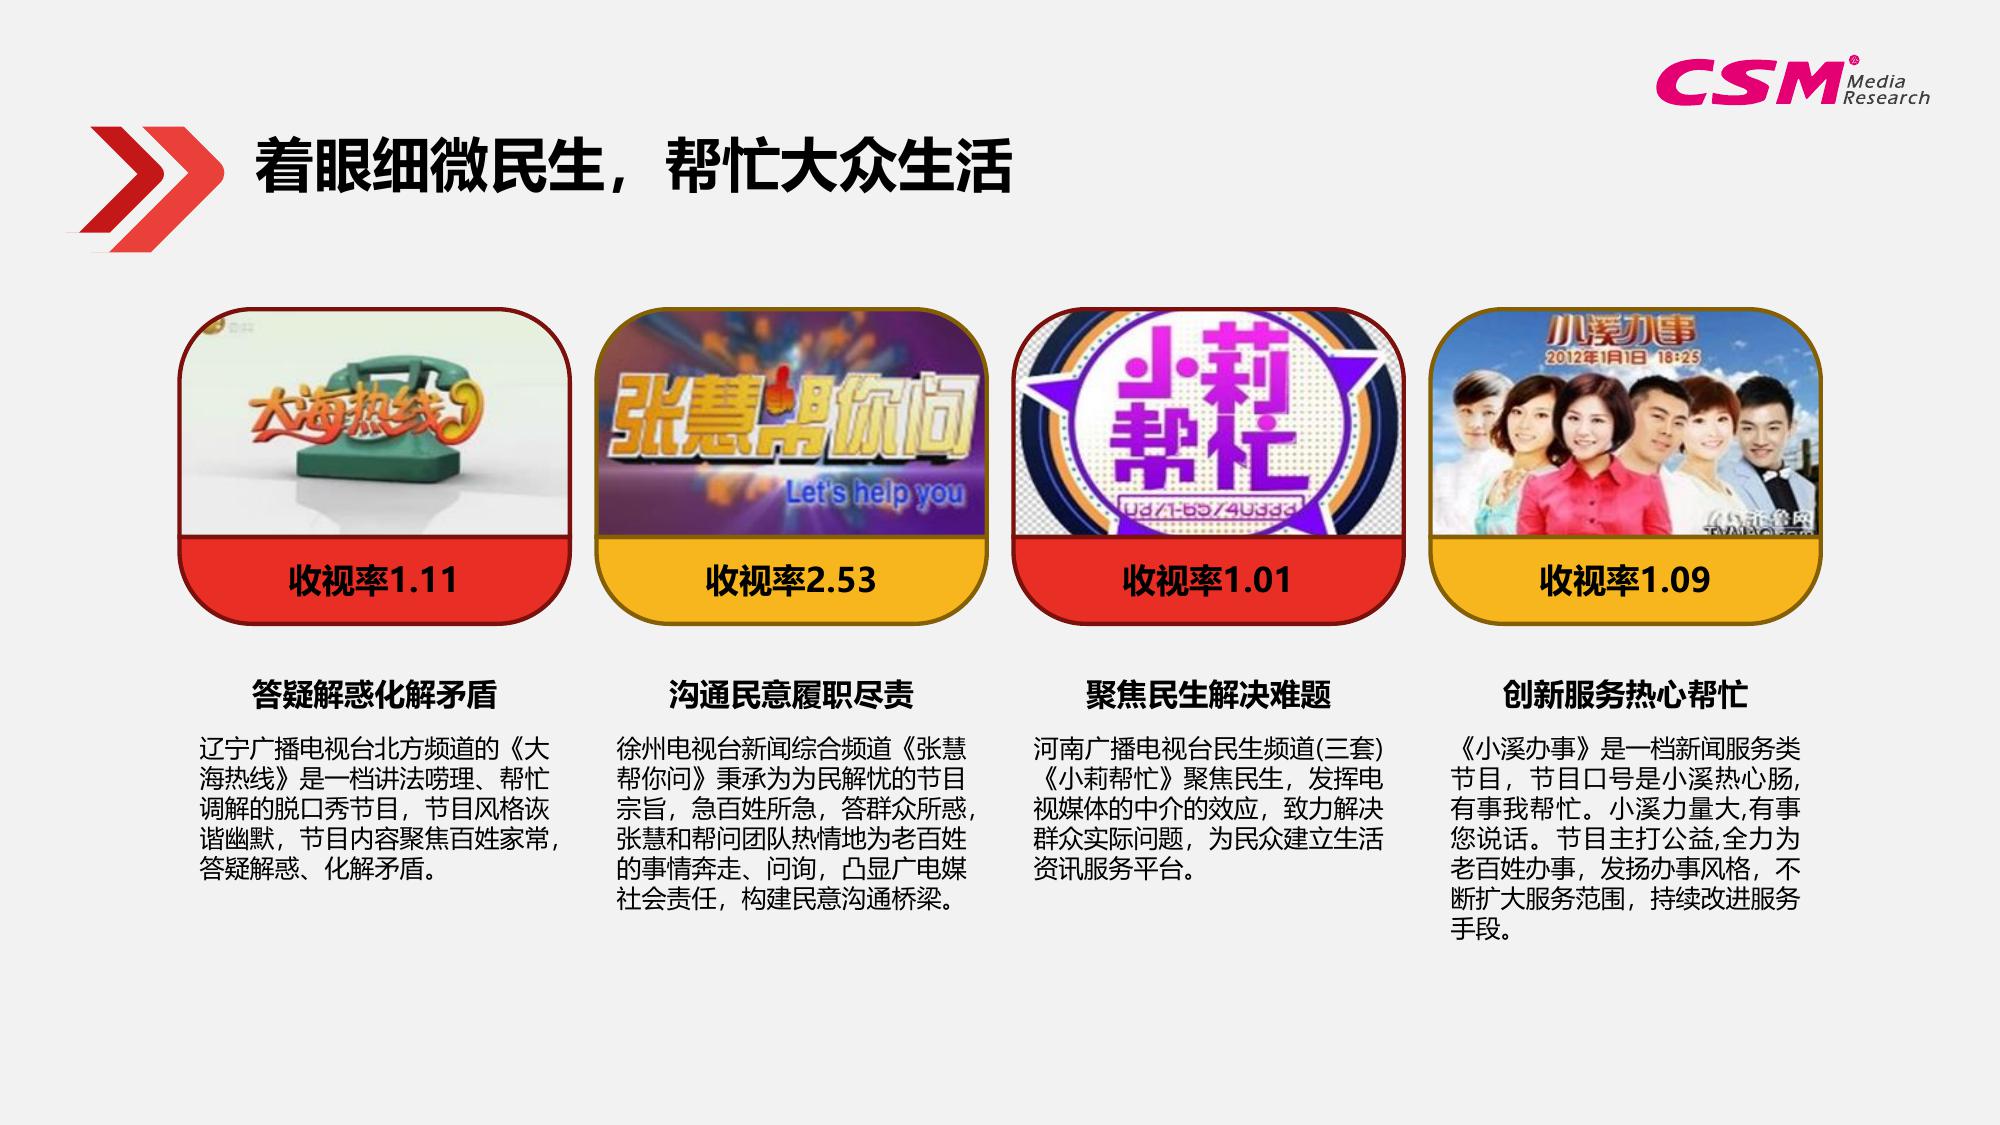 CSM Media
Research
着眼细微民生，帮忙大众生活
大海热线
张慧帮你问
Let's help you
小莉
帮忙
0371-65740333
小溪办事
2012年1月1日 18:25
齐鲁网
收视率1.11
收视率2.53
收视率1.01
收视率1.09
答疑解惑化解矛盾
辽宁广播电视台北方频道的《大
海热线》是一档讲法唠理、帮忙
调解的脱口秀节目，节目风格诙
谐幽默，节目内容聚焦百姓家常，
答疑解惑、化解矛盾。
沟通民意履职尽责
徐州电视台新闻综合频道《张慧
帮你问》秉承为为民解忧的节目
宗旨，急百姓所急，答群众所惑，
张慧和帮问团队热情地为老百姓
的事情奔走、问询，凸显广电媒
社会责任，构建民意沟通桥梁。
聚焦民生解决难题
河南广播电视台民生频道(三套)
《小莉帮忙》聚焦民生，发挥电
视媒体的中介的效应，致力解决
群众实际问题，为民众建立生活
资讯服务平台。
创新服务热心帮忙
《小溪办事》是一档新闻服务类
节目，节目口号是小溪热心肠,
有事我帮忙。小溪力量大,有事
您说话。节目主打公益,全力为
老百姓办事，发扬办事风格，不
断扩大服务范围，持续改进服务
手段。